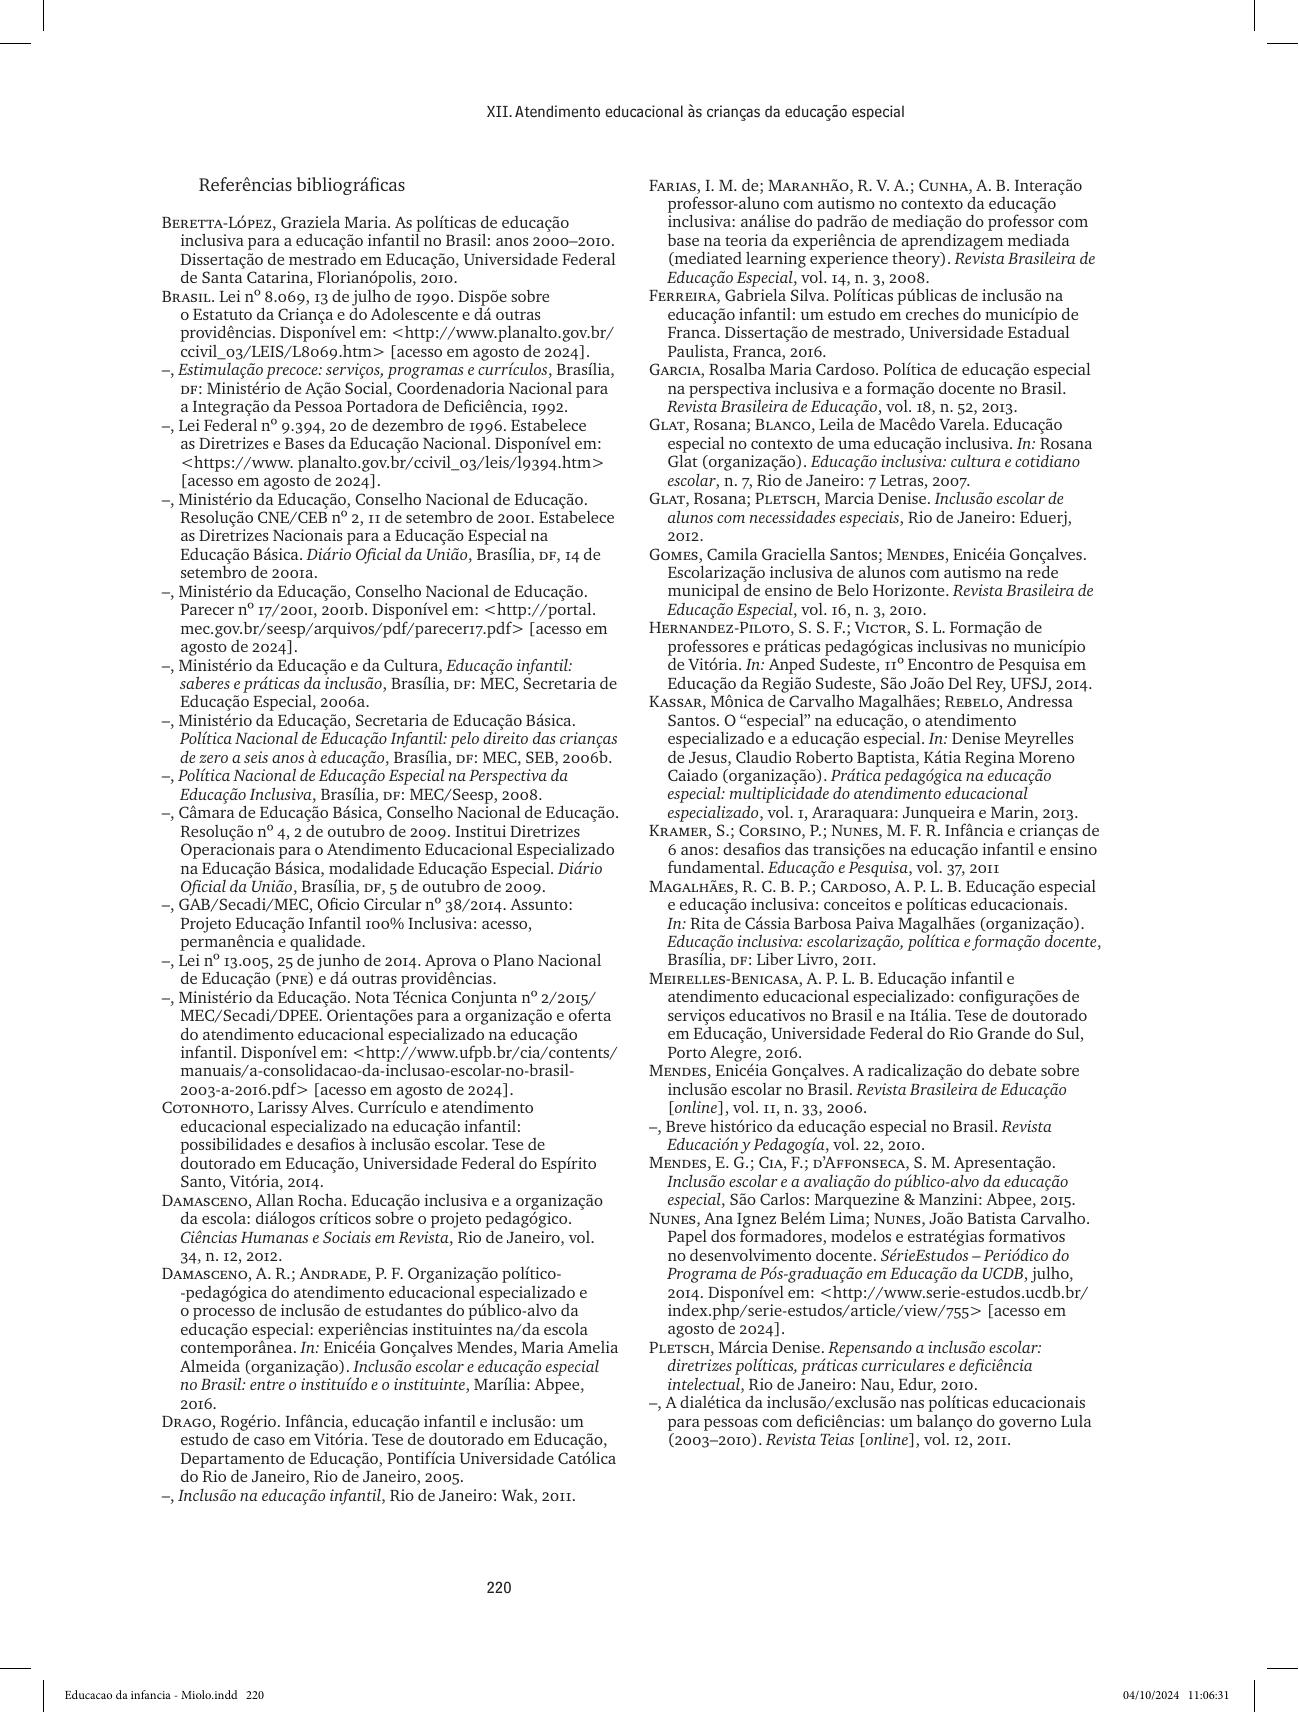 XII. Atendimento educacional às crianças da educação especial
Referências bibliográficas
Beretta-López, Graziela Maria. As políticas de educação
inclusiva para a educação infantil no Brasil: anos 2000–2010.
Dissertação de mestrado em Educação, Universidade Federal
de Santa Catarina, Florianópolis, 2010.
Brasil. Lei nº 8.069, 13 de julho de 1990. Dispõe sobre
o Estatuto da Criança e do Adolescente e dá outras
providências. Disponível em: <http://www.planalto.gov.br/
ccivil_03/LEIS/L8069.htm> [acesso em agosto de 2024].
–, Estimulação precoce: serviços, programas e currículos, Brasília,
DF: Ministério de Ação Social, Coordenadoria Nacional para
a Integração da Pessoa Portadora de Deficiência, 1992.
–, Lei Federal nº 9.394, 20 de dezembro de 1996. Estabelece
as Diretrizes e Bases da Educação Nacional. Disponível em:
<https://www. planalto.gov.br/ccivil_03/leis/l9394.htm>
[acesso em agosto de 2024].
–, Ministério da Educação, Conselho Nacional de Educação.
Resolução CNE/CEB nº 2, 11 de setembro de 2001. Estabelece
as Diretrizes Nacionais para a Educação Especial na
Educação Básica. Diário Oficial da União, Brasília, DF, 14 de
setembro de 2001a.
–, Ministério da Educação, Conselho Nacional de Educação.
Parecer nº 17/2001, 2001b. Disponível em: <http://portal.
mec.gov.br/seesp/arquivos/pdf/parecer17.pdf> [acesso em
agosto de 2024].
–, Ministério da Educação e da Cultura, Educação infantil:
saberes e práticas da inclusão, Brasília, DF: MEC, Secretaria de
Educação Especial, 2006a.
–, Ministério da Educação, Secretaria de Educação Básica.
Política Nacional de Educação Infantil: pelo direito das crianças
de zero a seis anos à educação, Brasília, DF: MEC, SEB, 2006b.
–, Política Nacional de Educação Especial na Perspectiva da
Educação Inclusiva, Brasília, DF: MEC/Seesp, 2008.
–, Câmara de Educação Básica, Conselho Nacional de Educação.
Resolução nº 4, 2 de outubro de 2009. Institui Diretrizes
Operacionais para o Atendimento Educacional Especializado
na Educação Básica, modalidade Educação Especial. Diário
Oficial da União, Brasília, DF, 5 de outubro de 2009.
–, GAB/Secadi/MEC, Oficio Circular nº 38/2014. Assunto:
Projeto Educação Infantil 100% Inclusiva: acesso,
permanência e qualidade.
–, Lei nº 13.005, 25 de junho de 2014. Aprova o Plano Nacional
de Educação (PNE) e dá outras providências.
–, Ministério da Educação. Nota Técnica Conjunta nº 2/2015/
MEC/Secadi/DPEE. Orientações para a organização e oferta
do atendimento educacional especializado na educação
infantil. Disponível em: <http://www.ufpb.br/cia/contents/
manuais/a-consolidacao-da-inclusao-escolar-no-brasil-
2003-a-2016.pdf> [acesso em agosto de 2024].
Cotonhoto, Larissy Alves. Currículo e atendimento
educacional especializado na educação infantil:
possibilidades e desafios à inclusão escolar. Tese de
doutorado em Educação, Universidade Federal do Espírito
Santo, Vitória, 2014.
Damasceno, Allan Rocha. Educação inclusiva e a organização
da escola: diálogos críticos sobre o projeto pedagógico.
Ciências Humanas e Sociais em Revista, Rio de Janeiro, vol.
34, n. 12, 2012.
Damasceno, A. R.; Andrade, P. F. Organização político-
-pedagógica do atendimento educacional especializado e
o processo de inclusão de estudantes do público-alvo da
educação especial: experiências instituintes na/da escola
contemporânea. In: Enicéia Gonçalves Mendes, Maria Amelia
Almeida (organização). Inclusão escolar e educação especial
no Brasil: entre o instituído e o instituinte, Marília: Abpee,
2016.
Drago, Rogério. Infância, educação infantil e inclusão: um
estudo de caso em Vitória. Tese de doutorado em Educação,
Departamento de Educação, Pontifícia Universidade Católica
do Rio de Janeiro, Rio de Janeiro, 2005.
–, Inclusão na educação infantil, Rio de Janeiro: Wak, 2011.
Farias, I. M. de; Maranhão, R. V. A.; Cunha, A. B. Interação
professor-aluno com autismo no contexto da educação
inclusiva: análise do padrão de mediação do professor com
base na teoria da experiência de aprendizagem mediada
(mediated learning experience theory). Revista Brasileira de
Educação Especial, vol. 14, n. 3, 2008.
Ferreira, Gabriela Silva. Políticas públicas de inclusão na
educação infantil: um estudo em creches do município de
Franca. Dissertação de mestrado, Universidade Estadual
Paulista, Franca, 2016.
Garcia, Rosalba Maria Cardoso. Política de educação especial
na perspectiva inclusiva e a formação docente no Brasil.
Revista Brasileira de Educação, vol. 18, n. 52, 2013.
Glat, Rosana; Blanco, Leila de Macêdo Varela. Educação
especial no contexto de uma educação inclusiva. In: Rosana
Glat (organização). Educação inclusiva: cultura e cotidiano
escolar, n. 7, Rio de Janeiro: 7 Letras, 2007.
Glat, Rosana; Pletsch, Marcia Denise. Inclusão escolar de
alunos com necessidades especiais, Rio de Janeiro: Eduerj,
2012.
Gomes, Camila Graciella Santos; Mendes, Enicéia Gonçalves.
Escolarização inclusiva de alunos com autismo na rede
municipal de ensino de Belo Horizonte. Revista Brasileira de
Educação Especial, vol. 16, n. 3, 2010.
Hernandez-Piloto, S. S. F.; Victor, S. L. Formação de
professores e práticas pedagógicas inclusivas no município
de Vitória. In: Anped Sudeste, 11º Encontro de Pesquisa em
Educação da Região Sudeste, São João Del Rey, UFSJ, 2014.
Kassar, Mônica de Carvalho Magalhães; Rebelo, Andressa
Santos. O “especial” na educação, o atendimento
especializado e a educação especial. In: Denise Meyrelles
de Jesus, Claudio Roberto Baptista, Kátia Regina Moreno
Caiado (organização). Prática pedagógica na educação
especial: multiplicidade do atendimento educacional
especializado, vol. 1, Araraquara: Junqueira e Marin, 2013.
Kramer, S.; Corsino, P.; Nunes, M. F. R. Infância e crianças de
6 anos: desafios das transições na educação infantil e ensino
fundamental. Educação e Pesquisa, vol. 37, 2011
Magalhães, R. C. B. P.; Cardoso, A. P. L. B. Educação especial
e educação inclusiva: conceitos e políticas educacionais.
In: Rita de Cássia Barbosa Paiva Magalhães (organização).
Educação inclusiva: escolarização, política e formação docente,
Brasília, DF: Liber Livro, 2011.
Meirelles-Benicasa, A. P. L. B. Educação infantil e
atendimento educacional especializado: configurações de
serviços educativos no Brasil e na Itália. Tese de doutorado
em Educação, Universidade Federal do Rio Grande do Sul,
Porto Alegre, 2016.
Mendes, Enicéia Gonçalves. A radicalização do debate sobre
inclusão escolar no Brasil. Revista Brasileira de Educação
[online], vol. 11, n. 33, 2006.
–, Breve histórico da educação especial no Brasil. Revista
Educación y Pedagogía, vol. 22, 2010.
Mendes, E. G.; Cia, F.; d’Affonseca, S. M. Apresentação.
Inclusão escolar e a avaliação do público-alvo da educação
especial, São Carlos: Marquezine & Manzini: Abpee, 2015.
Nunes, Ana Ignez Belém Lima; Nunes, João Batista Carvalho.
Papel dos formadores, modelos e estratégias formativos
no desenvolvimento docente. SérieEstudos – Periódico do
Programa de Pós-graduação em Educação da UCDB, julho,
2014. Disponível em: <http://www.serie-estudos.ucdb.br/
index.php/serie-estudos/article/view/755> [acesso em
agosto de 2024].
Pletsch, Márcia Denise. Repensando a inclusão escolar:
diretrizes políticas, práticas curriculares e deficiência
intelectual, Rio de Janeiro: Nau, Edur, 2010.
–, A dialética da inclusão/exclusão nas políticas educacionais
para pessoas com deficiências: um balanço do governo Lula
(2003–2010). Revista Teias [online], vol. 12, 2011.
220
Educacao da infancia - Miolo.indd 220
04/10/2024 11:06:31